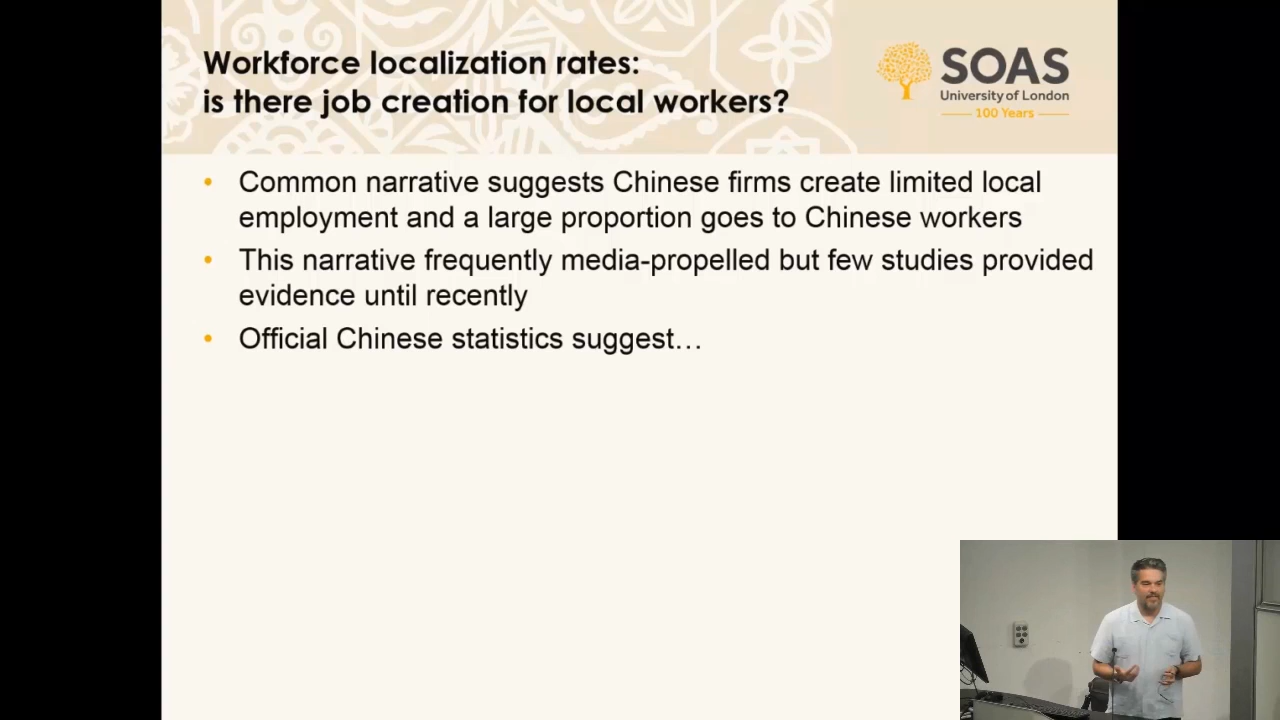 Workforce localization rates:
is there job creation for local workers?
SOAS
University of London
100 Years
• Common narrative suggests Chinese firms create limited local
employment and a large proportion goes to Chinese workers
• This narrative frequently media-propelled but few studies provided
evidence until recently
• Official Chinese statistics suggest…